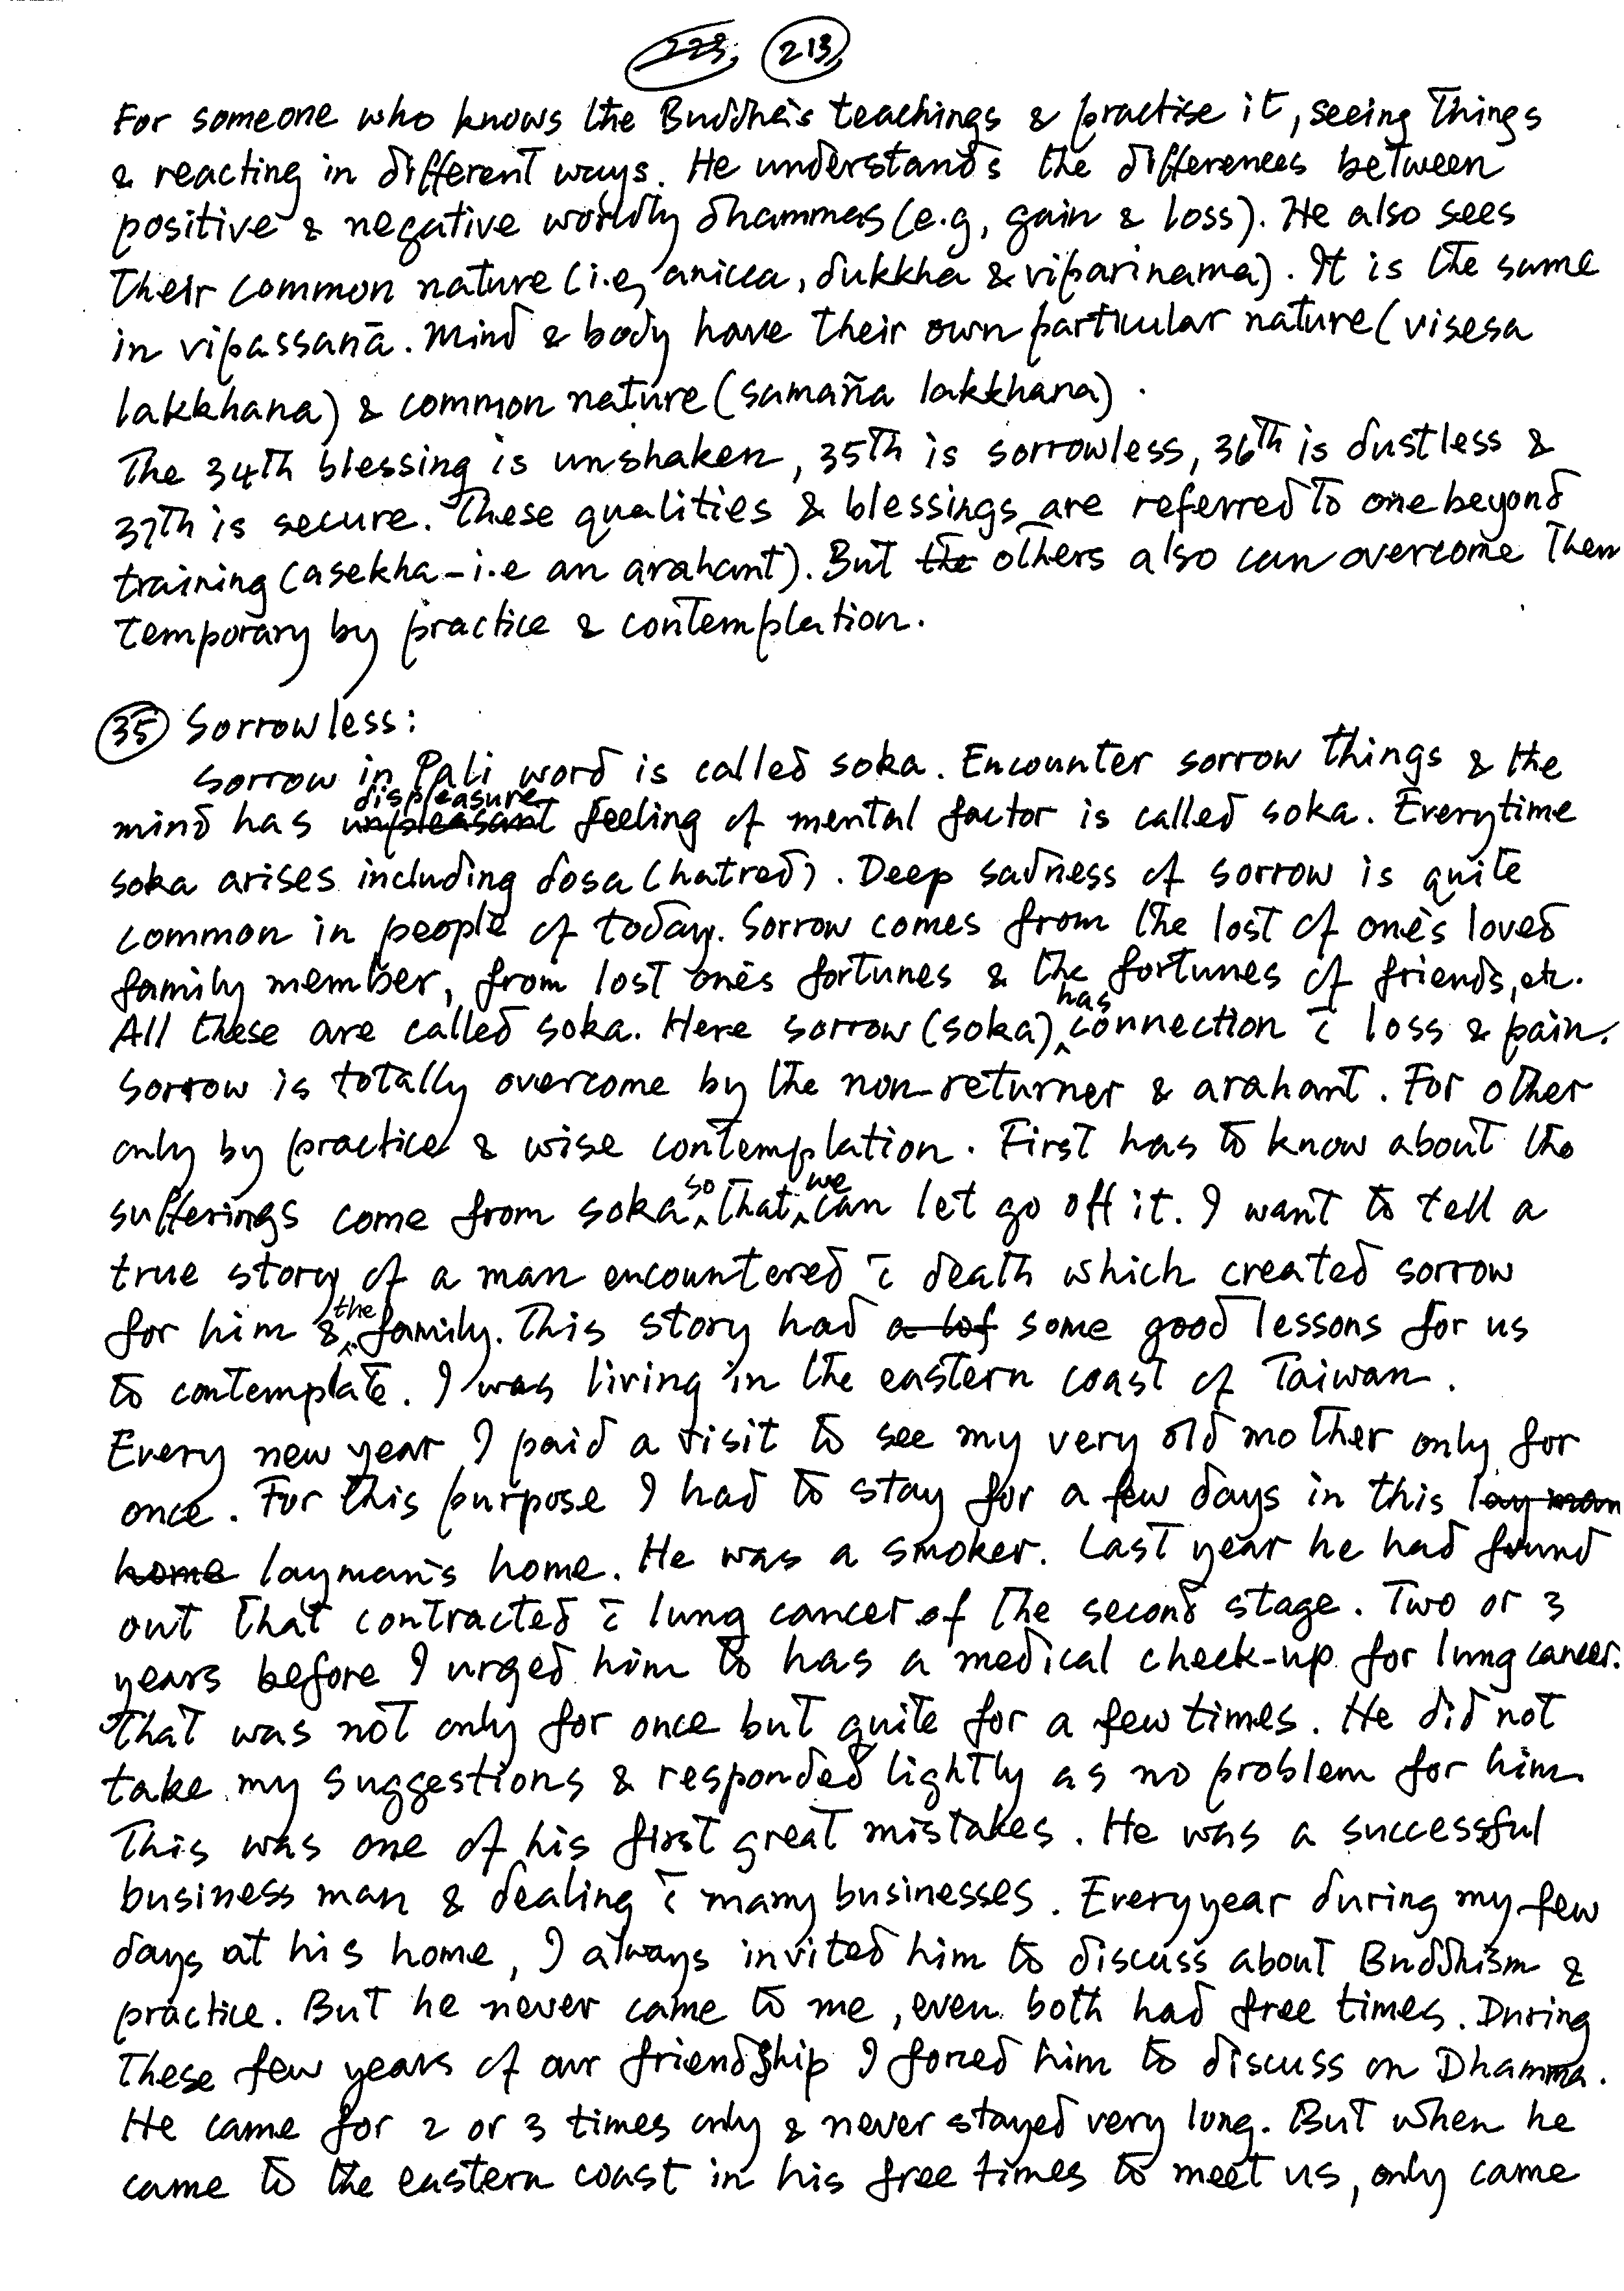 223, 213,
For someone who knows the Buddha's teachings & practise it, seeing things
& reacting in different ways. He understands the differences between
positive & negative worldly dhammas (e.g, gain & loss). He also sees
their common nature (i.e, anicca, dukkha & viparinama). It is the same
in vipassanā. Mind & body have their own particular nature (visesa
lakkhana) & common nature (samaña lakkhana).
The 34th blessing is unshaken, 35th is sorrowless, 36th is dustless &
37th is secure. These qualities & blessings are referred to one beyond
training (asekha – i.e an arahant). But the others also can overcome them
temporary by practice & contemplation.
35 Sorrowless:
Sorrow in Pali word is called soka. Encounter sorrow things & the
mind has unpleasant displeasure feeling of mental factor is called soka. Everytime
soka arises including dosa (hatred). Deep sadness of sorrow is quite
common in people of today. Sorrow comes from the lost of one's loved
family member, from lost one's fortunes & the fortunes of friends, etc.
All these are called soka. Here sorrow (soka) has connection c̄ loss & pain.
Sorrow is totally overcome by the non-returner & arahant. For other
only by practice & wise contemplation. First has to know about the
sufferings come from soka so that we can let go off it. I want to tell a
true story of a man encountered c̄ death which created sorrow
for him & the family. This story had a lot some good lessons for us
to contemplate. I was living in the eastern coast of Taiwan.
Every new year I paid a visit to see my very old mother only for
once. For this purpose I had to stay for a few days in this lay man
home layman's home. He was a smoker. Last year he had found
out that contracted c̄ lung cancer of the second stage. Two or 3
years before I urged him to has a medical check-up for lung cancer.
That was not only for once but quite for a few times. He did not
take my suggestions & responded lightly as no problem for him.
This was one of his first great mistakes. He was a successful
business man & dealing c̄ many businesses. Every year during my few
days at his home, I always invited him to discuss about Buddhism &
practice. But he never came to me, even both had free times. During
these few years of our friendship I forced him to discuss on Dhamma.
He came for 2 or 3 times only & never stayed very long. But when he
came to the eastern coast in his free times to meet us, only came